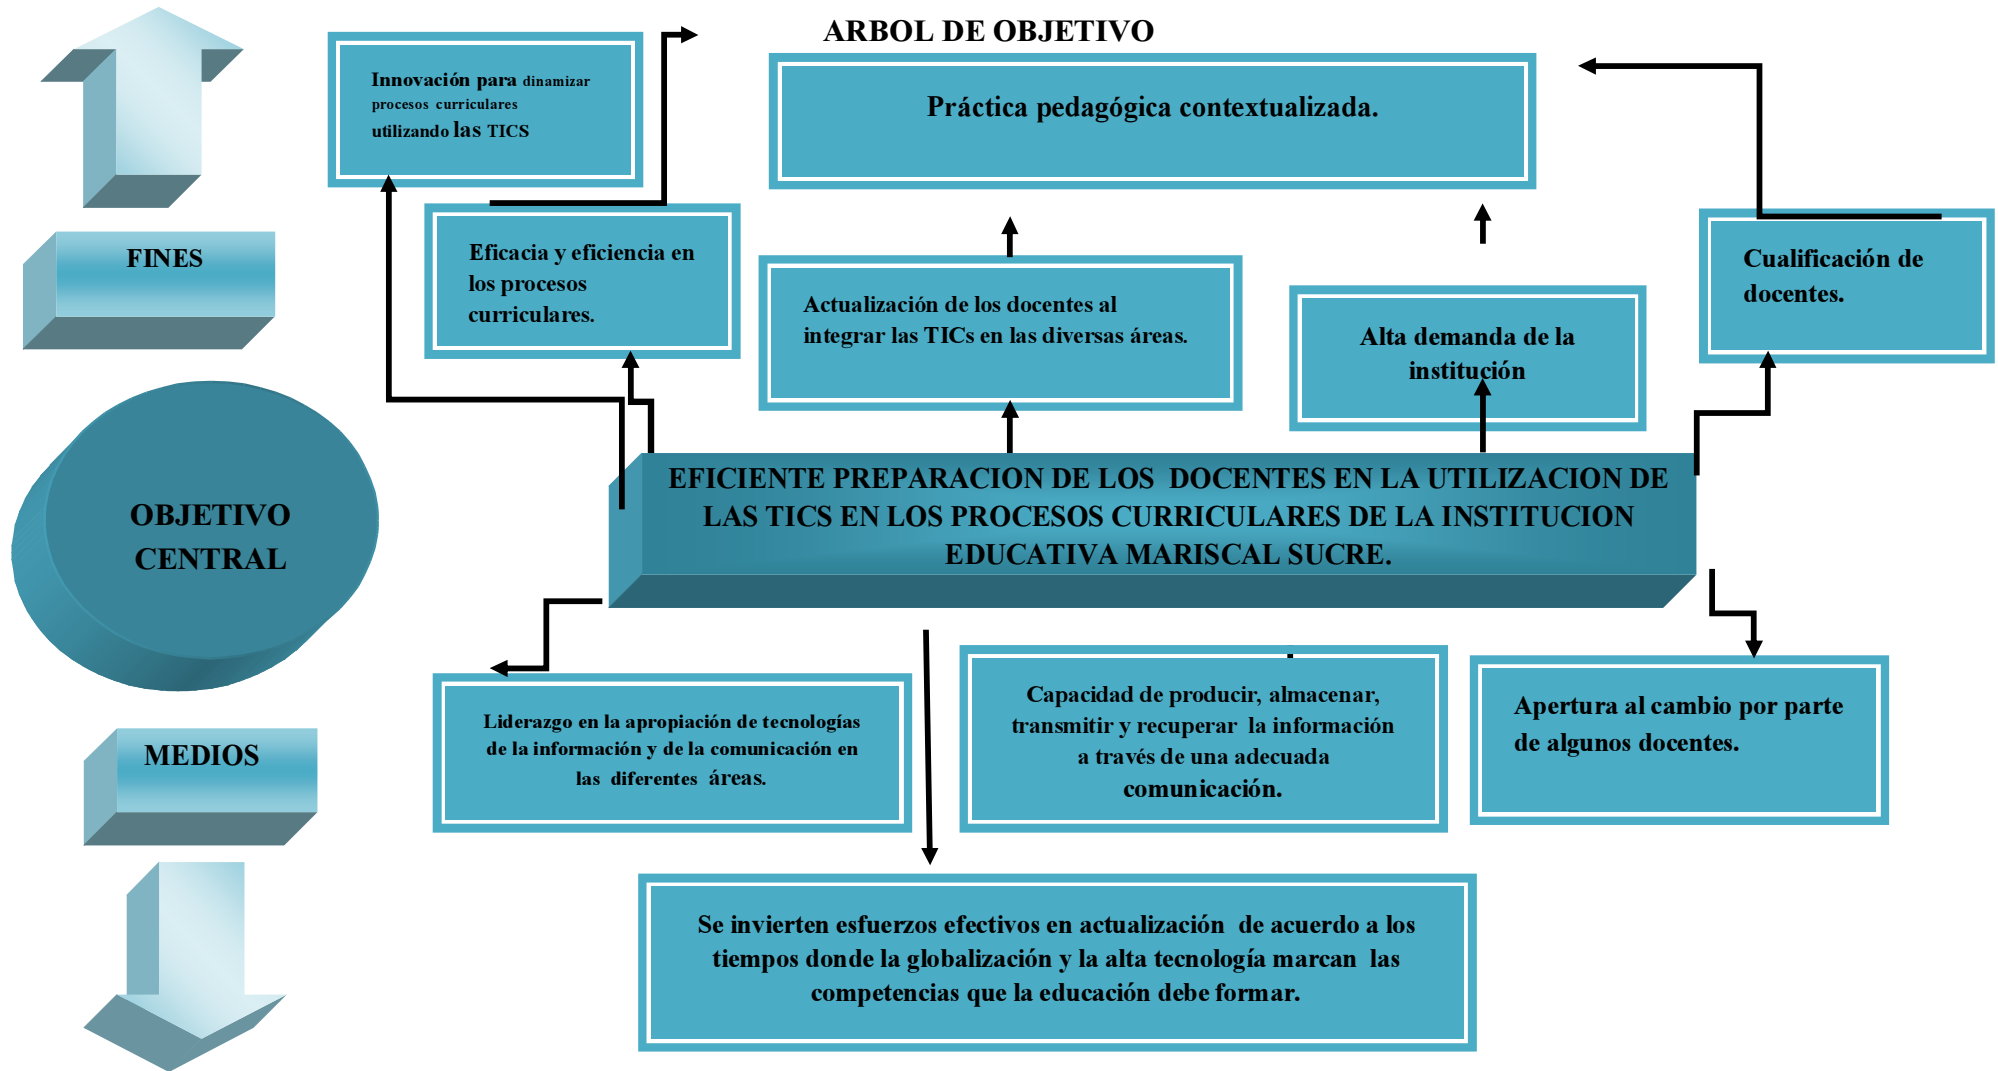 ARBOL DE OBJETIVO
Innovación para dinamizar
procesos curriculares
utilizando las TICS
Práctica pedagógica contextualizada.
FINES
Eficacia y eficiencia en
los procesos
curriculares.
Actualización de los docentes al
integrar las TICs en las diversas áreas.
Alta demanda de la
institución
Cualificación de
docentes.
OBJETIVO
CENTRAL
EFICIENTE PREPARACION DE LOS DOCENTES EN LA UTILIZACION DE
LAS TICS EN LOS PROCESOS CURRICULARES DE LA INSTITUCION
EDUCATIVA MARISCAL SUCRE.
MEDIOS
Liderazgo en la apropiación de tecnologías
de la información y de la comunicación en
las diferentes áreas.
Capacidad de producir, almacenar,
transmitir y recuperar la información
a través de una adecuada
comunicación.
Apertura al cambio por parte
de algunos docentes.
Se invierten esfuerzos efectivos en actualización de acuerdo a los
tiempos donde la globalización y la alta tecnología marcan las
competencias que la educación debe formar.